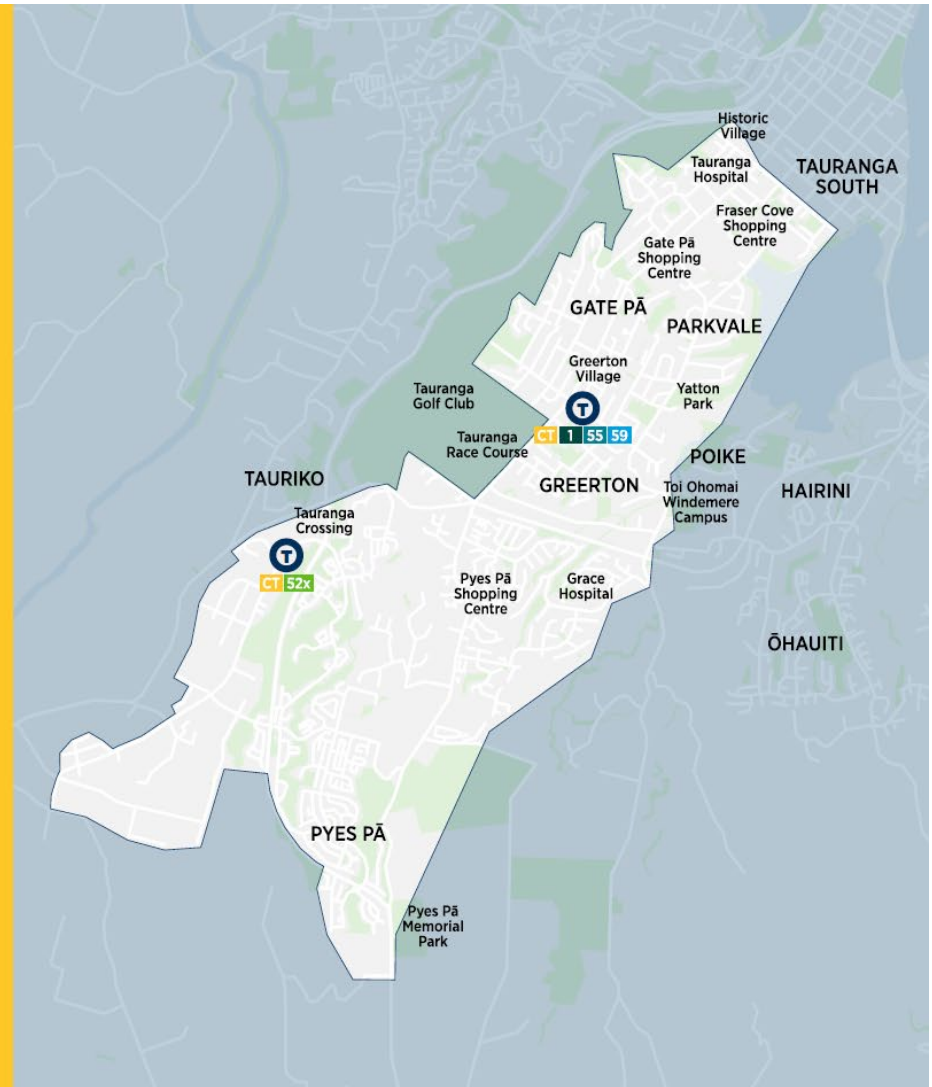 Historic
Village
Tauranga
Hospital
TAURANGA
SOUTH
Fraser Cove
Shopping
Centre
Gate Pā
Shopping
Centre
GATE PĀ
PARKVALE
Greerton
Village
Tauranga
Golf Club
Yatton
Park
T
CT 1 55 59
Tauranga
Race Course
POIKE
TAURIKO
GREERTON
Toi Ohomai
Windemere
Campus
HAIRINI
Tauranga
Crossing
T
CT 52x
Pyes Pā
Shopping
Centre
Grace
Hospital
ŌHAUITI
PYES PĀ
Pyes Pā
Memorial
Park